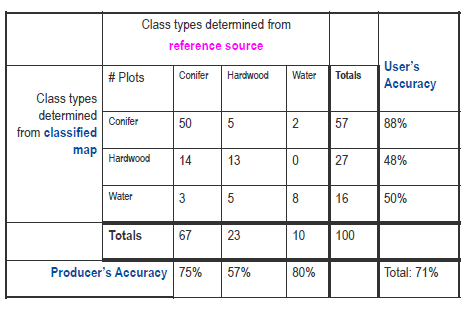 Class types determined from
reference source
# Plots Conifer Hardwood Water Totals User's
Accuracy
Class types
determined
from classified
map
Conifer 50 5 2 57 88%
Hardwood 14 13 0 27 48%
Water 3 5 8 16 50%
Totals 67 23 10 100
Producer's Accuracy 75% 57% 80% Total: 71%